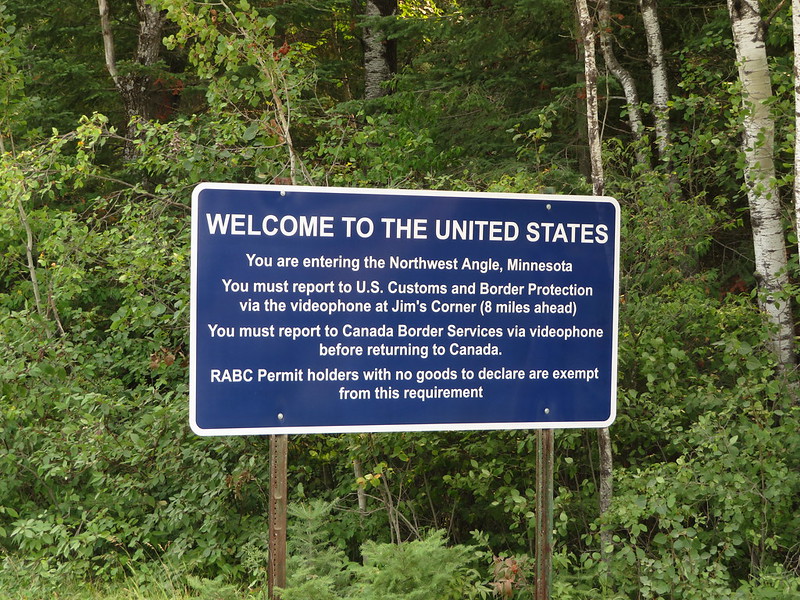 WELCOME TO THE UNITED STATES
You are entering the Northwest Angle, Minnesota
You must report to U.S. Customs and Border Protection
via the videophone at Jim's Corner (8 miles ahead)
You must report to Canada Border Services via videophone
before returning to Canada.
RABC Permit holders with no goods to declare are exempt
from this requirement